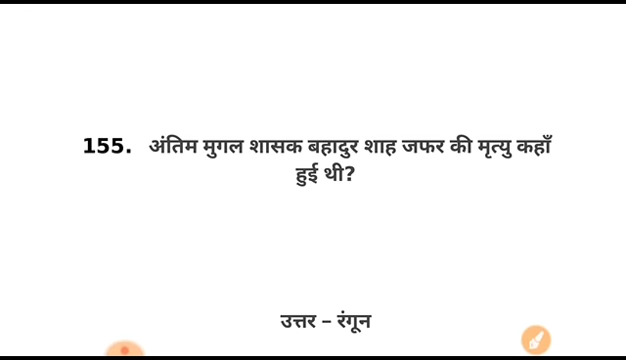 155. अंतिम मुगल शासक बहादुर शाह जफर की मृत्यु कहाँ
हुई थी?
उत्तर – रंगून